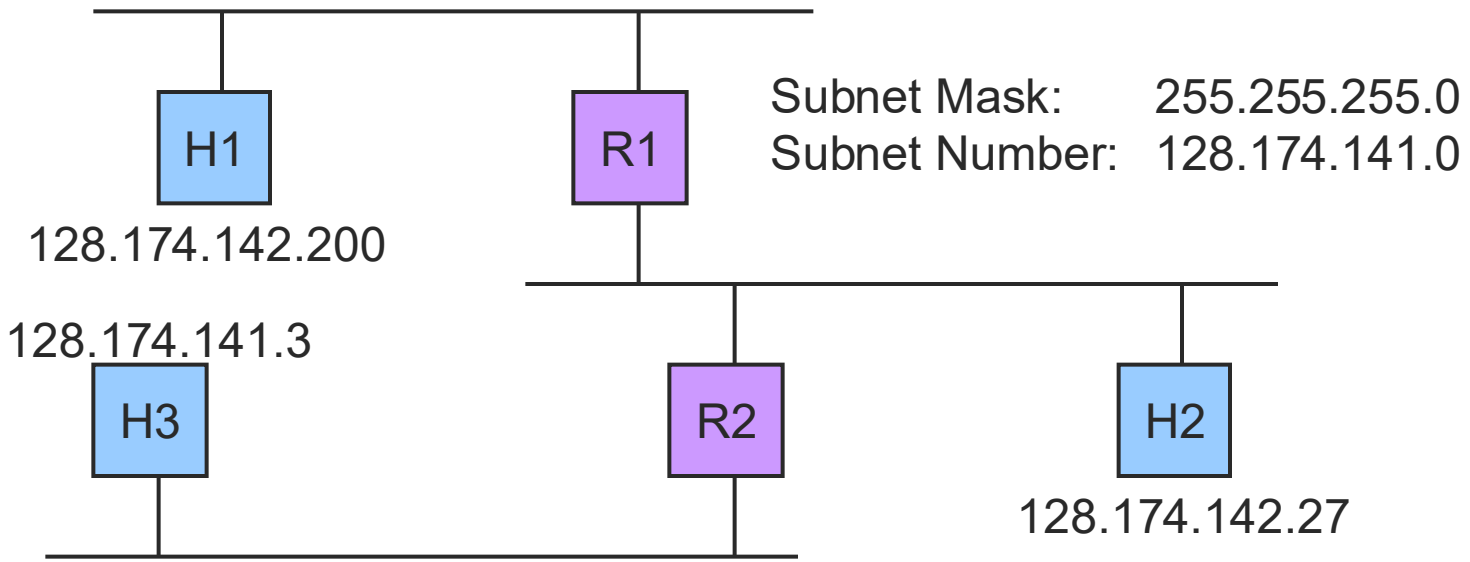 H1
R1
Subnet Mask: 255.255.255.0
Subnet Number: 128.174.141.0
128.174.142.200
128.174.141.3
H3
R2
H2
128.174.142.27